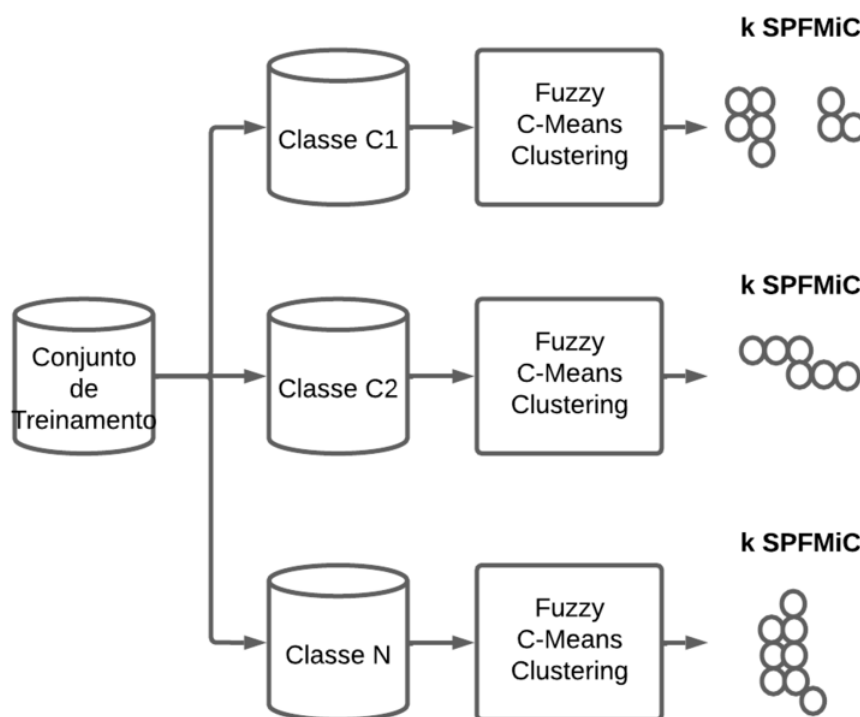 k SPFMiC
Classe C1
Fuzzy
C-Means
Clustering
k SPFMiC
Conjunto
de
Treinamento
Classe C2
Fuzzy
C-Means
Clustering
k SPFMiC
Classe N
Fuzzy
C-Means
Clustering